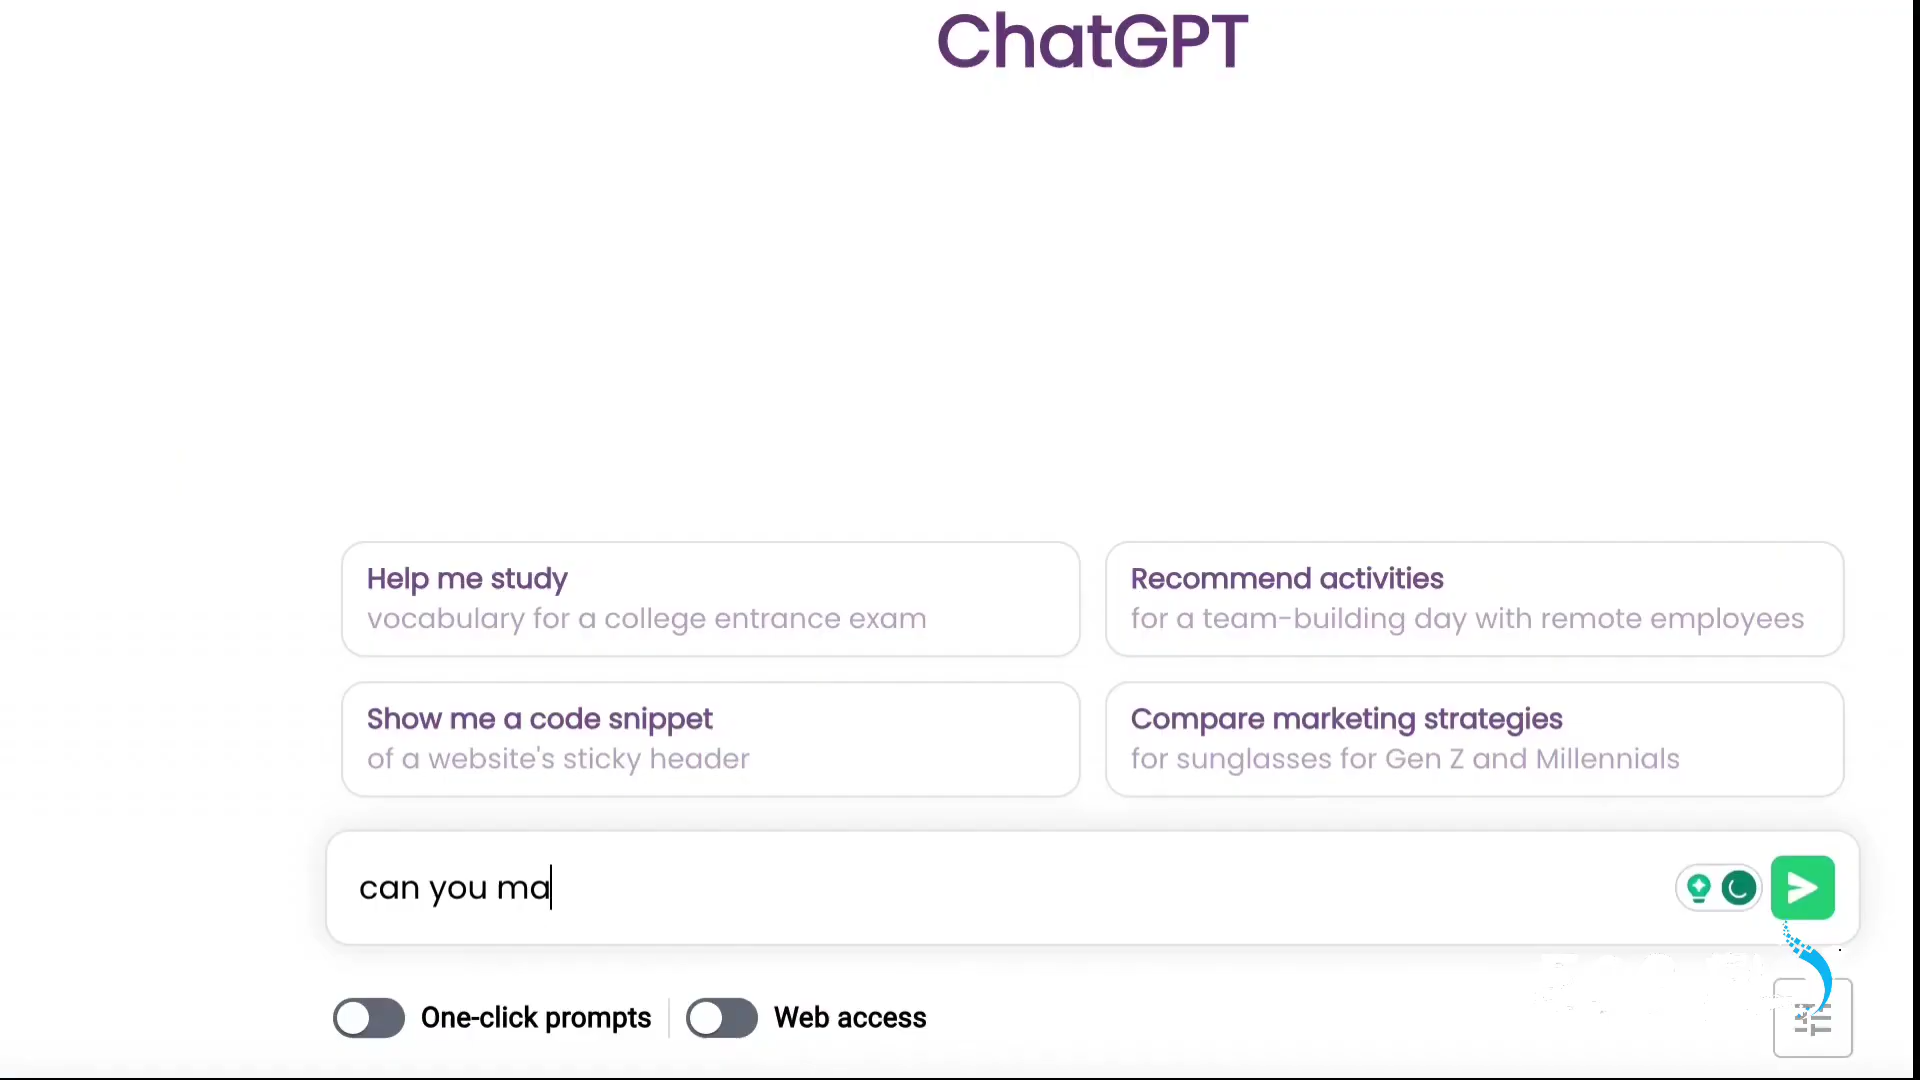 ChatGPT
Help me study
vocabulary for a college entrance exam
Recommend activities
for a team-building day with remote employees
Show me a code snippet
of a website's sticky header
Compare marketing strategies
for sunglasses for Gen Z and Millennials
can you ma
One-click prompts
Web access